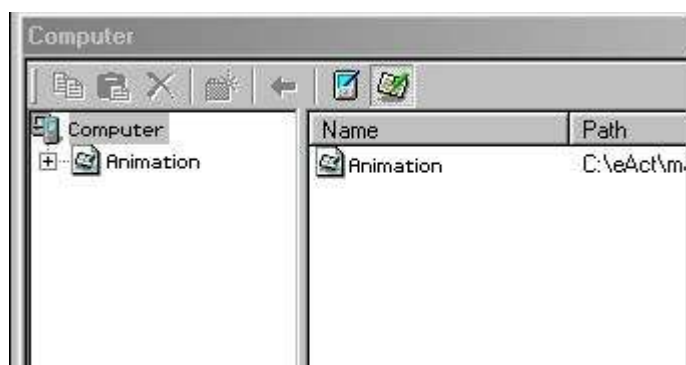 Computer
Computer
Animation
Name Path
Animation C:\eAct\m